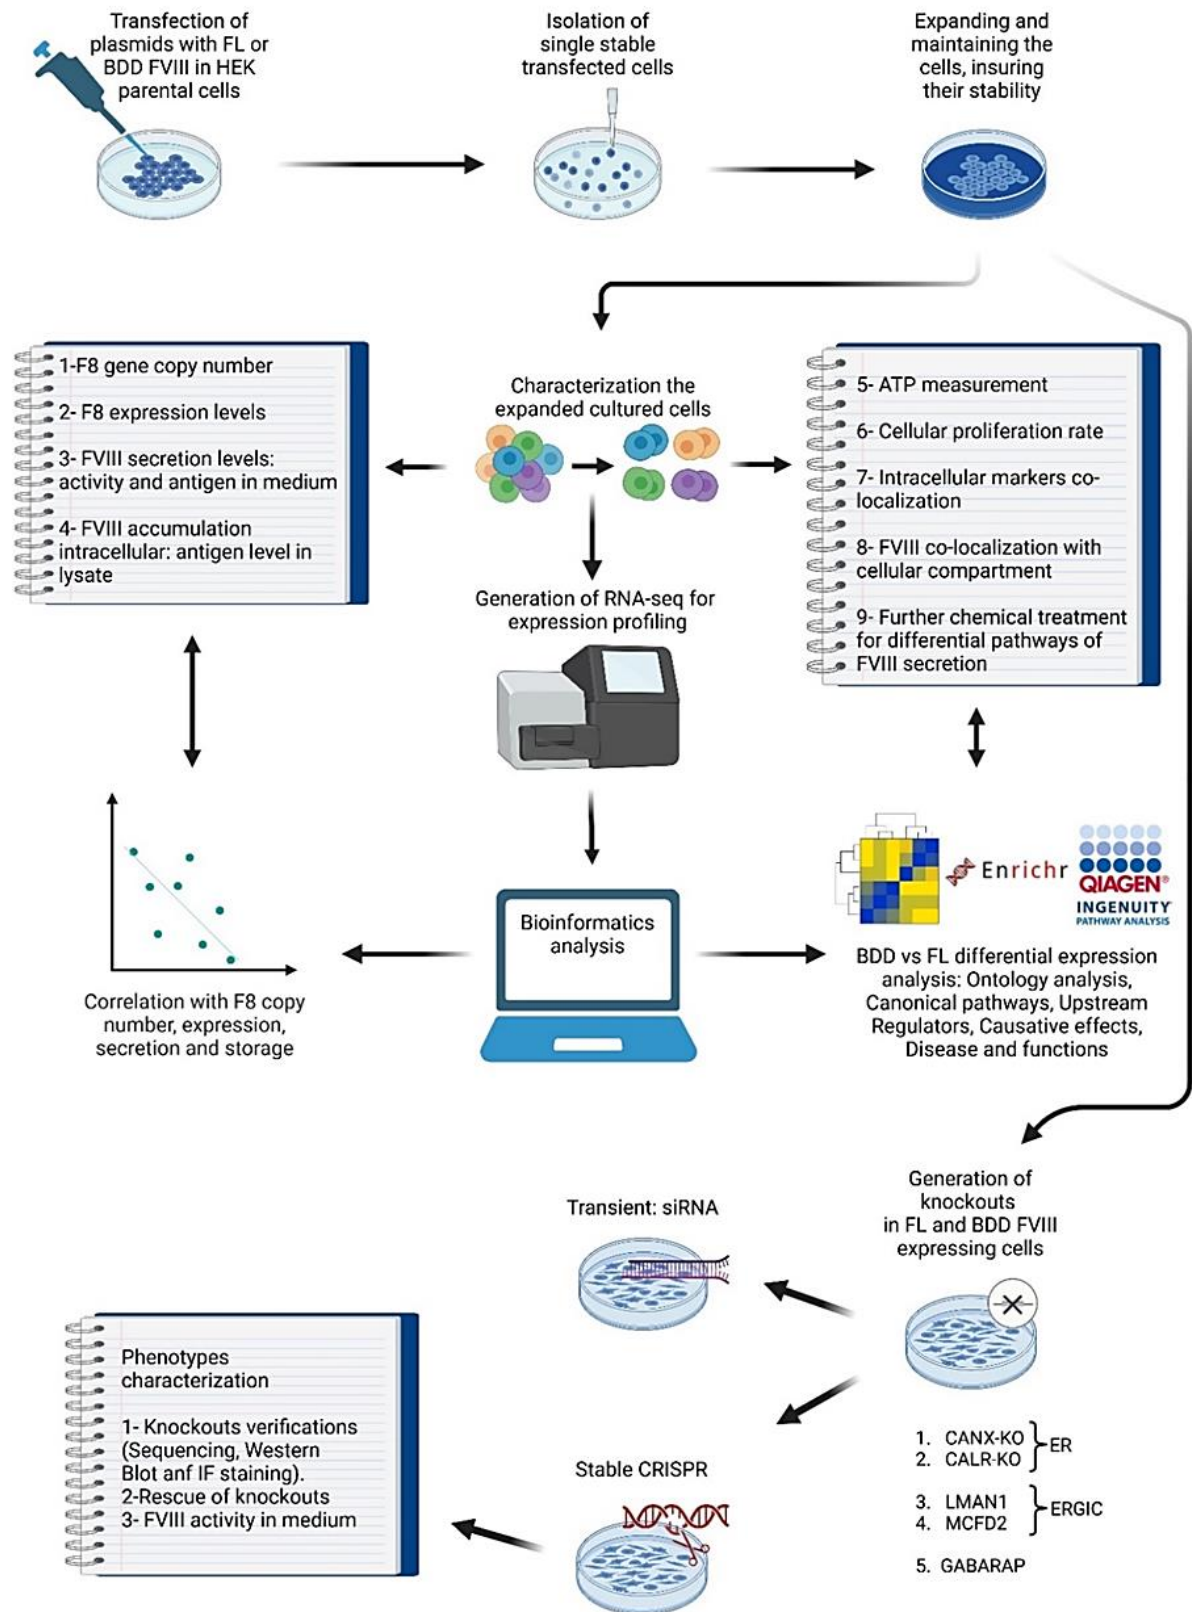 Transfection of
plasmids with FL or
BDD FVIII in HEK
parental cells
Isolation of
single stable
transfected cells
Expanding and
maintaining the
cells, insuring
their stability
1-F8 gene copy number
2- F8 expression levels
3- FVIII secretion levels:
activity and antigen in medium
4- FVIII accumulation
intracellular: antigen level in
lysate
Characterization the
expanded cultured cells
Generation of RNA-seq for
expression profiling
5- ATP measurement
6- Cellular proliferation rate
7- Intracellular markers co-
localization
8- FVIII co-localization with
cellular compartment
9- Further chemical treatment
for differential pathways of
FVIII secretion
Correlation with F8 copy
number, expression,
secretion and storage
Bioinformatics
analysis
Enrichr
QIAGEN®
INGENUITY
PATHWAY ANALYSIS
BDD vs FL differential expression
analysis: Ontology analysis,
Canonical pathways, Upstream
Regulators, Causative effects,
Disease and functions
Generation of
knockouts
in FL and BDD FVIII
expressing cells
Transient: siRNA
Stable CRISPR
1. CANX-KO
2. CALR-KO
ER
3. LMAN1
4. MCFD2
ERGIC
5. GABARAP
Phenotypes
characterization
1- Knockouts verifications
(Sequencing, Western
Blot anf IF staining).
2-Rescue of knockouts
3- FVIII activity in medium